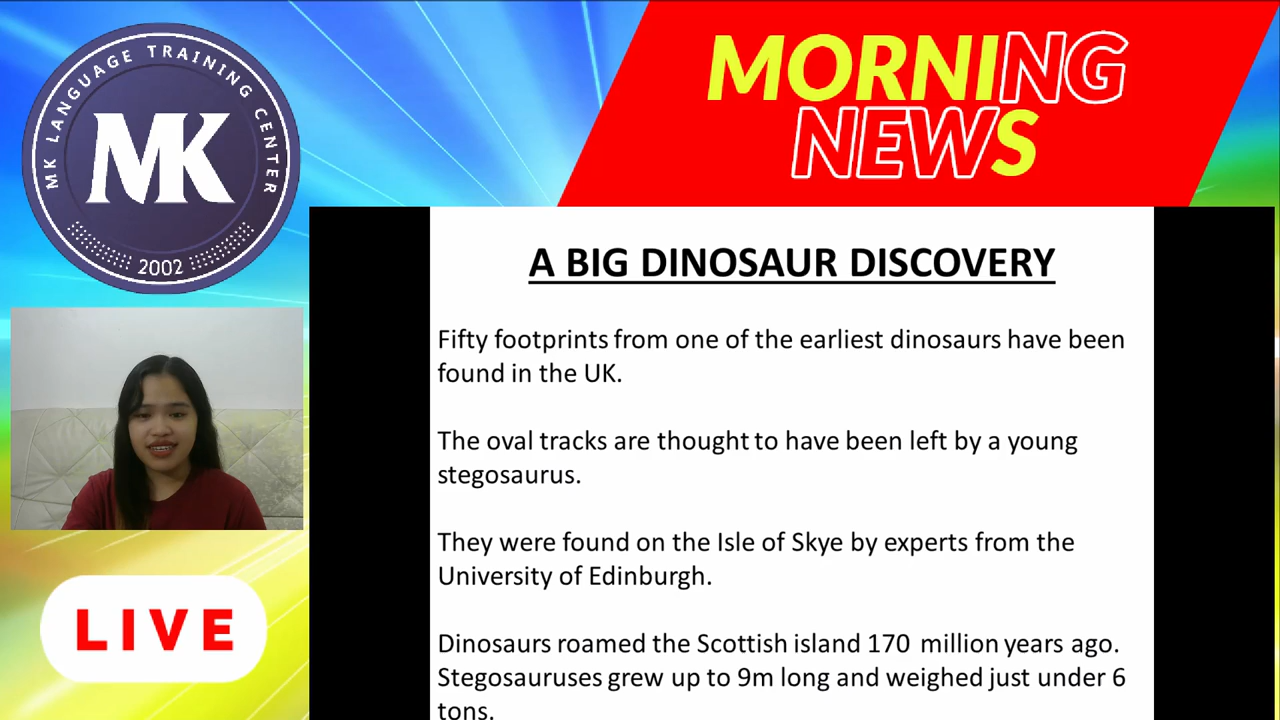 MK LANGUAGE TRAINING CENTER
MK
2002
MORNING
NEWS
A BIG DINOSAUR DISCOVERY
Fifty footprints from one of the earliest dinosaurs have been
found in the UK.
The oval tracks are thought to have been left by a young
stegosaurus.
They were found on the Isle of Skye by experts from the
University of Edinburgh.
Dinosaurs roamed the Scottish island 170 million years ago.
Stegosauruses grew up to 9m long and weighed just under 6
tons.
LIVE